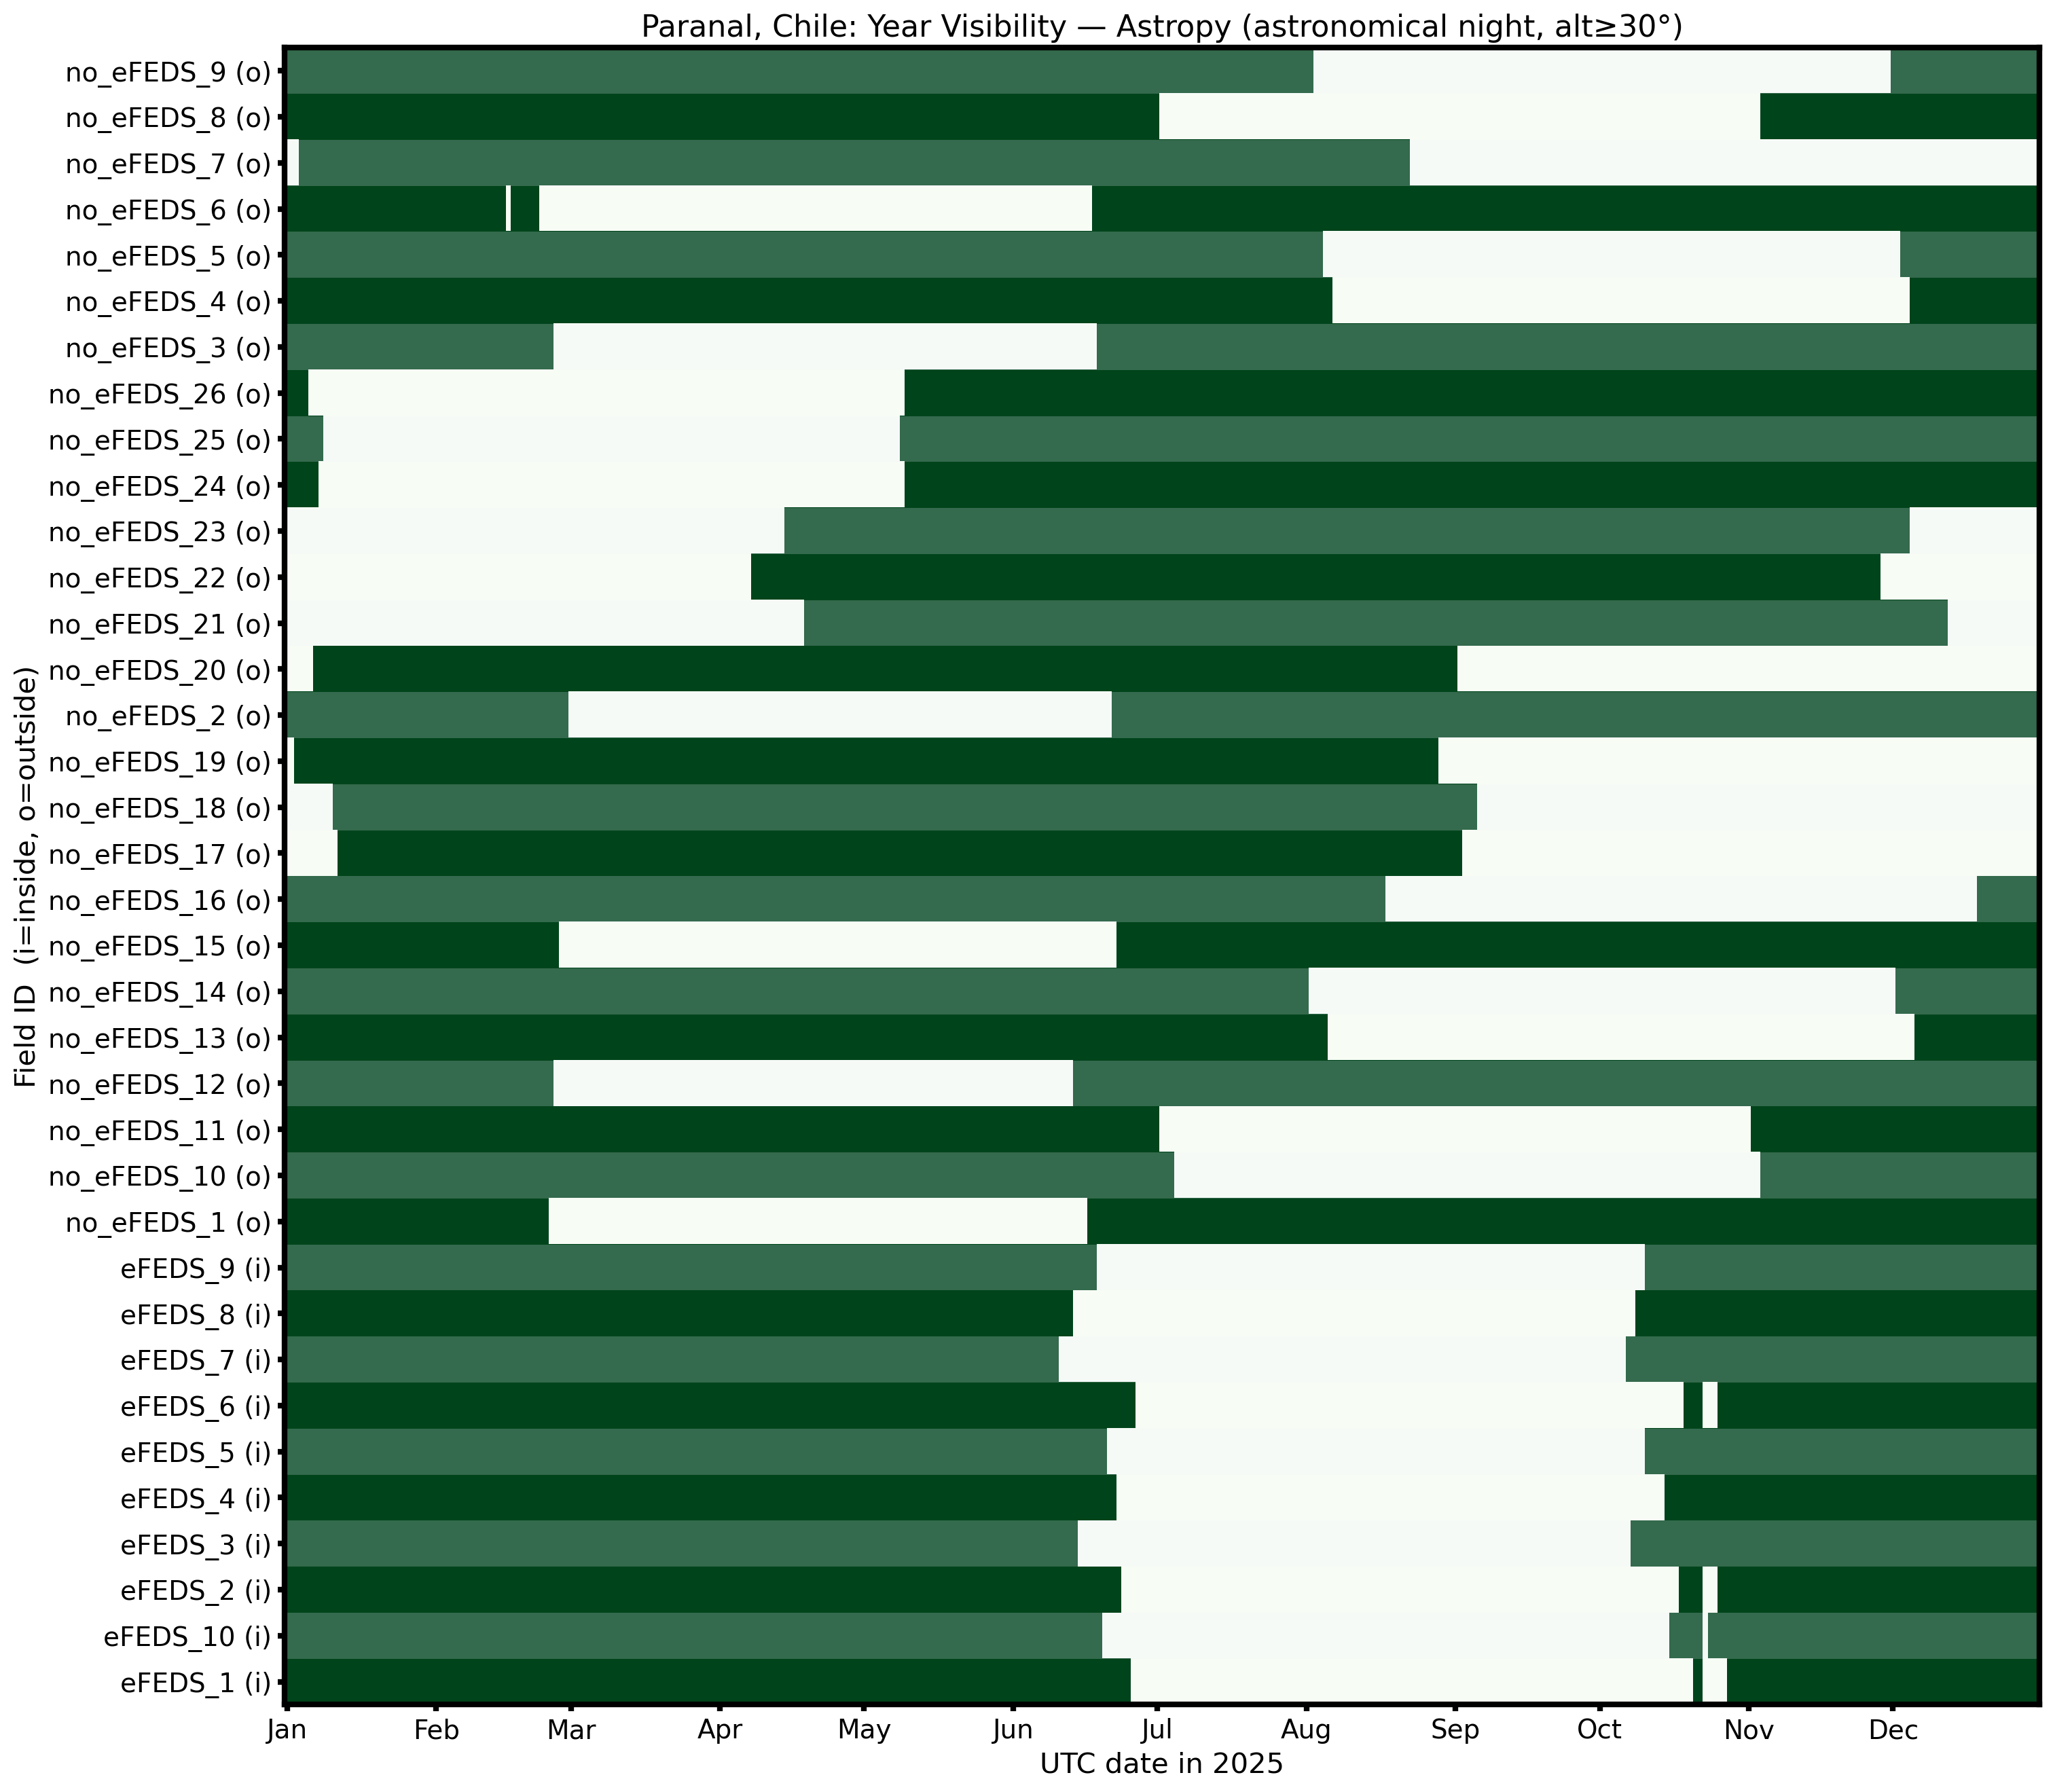 Paranal, Chile: Year Visibility — Astropy (astronomical night, alt≥30°)
no_eFEDS_9 (o)
no_eFEDS_8 (o)
no_eFEDS_7 (o)
no_eFEDS_6 (o)
no_eFEDS_5 (o)
no_eFEDS_4 (o)
no_eFEDS_3 (o)
no_eFEDS_26 (o)
no_eFEDS_25 (o)
no_eFEDS_24 (o)
no_eFEDS_23 (o)
no_eFEDS_22 (o)
no_eFEDS_21 (o)
no_eFEDS_20 (o)
no_eFEDS_2 (o)
no_eFEDS_19 (o)
no_eFEDS_18 (o)
no_eFEDS_17 (o)
no_eFEDS_16 (o)
no_eFEDS_15 (o)
no_eFEDS_14 (o)
no_eFEDS_13 (o)
no_eFEDS_12 (o)
no_eFEDS_11 (o)
no_eFEDS_10 (o)
no_eFEDS_1 (o)
eFEDS_9 (i)
eFEDS_8 (i)
eFEDS_7 (i)
eFEDS_6 (i)
eFEDS_5 (i)
eFEDS_4 (i)
eFEDS_3 (i)
eFEDS_2 (i)
eFEDS_10 (i)
eFEDS_1 (i)
Field ID (i=inside, o=outside)
Jan Feb Mar Apr May Jun Jul Aug Sep Oct Nov Dec
UTC date in 2025